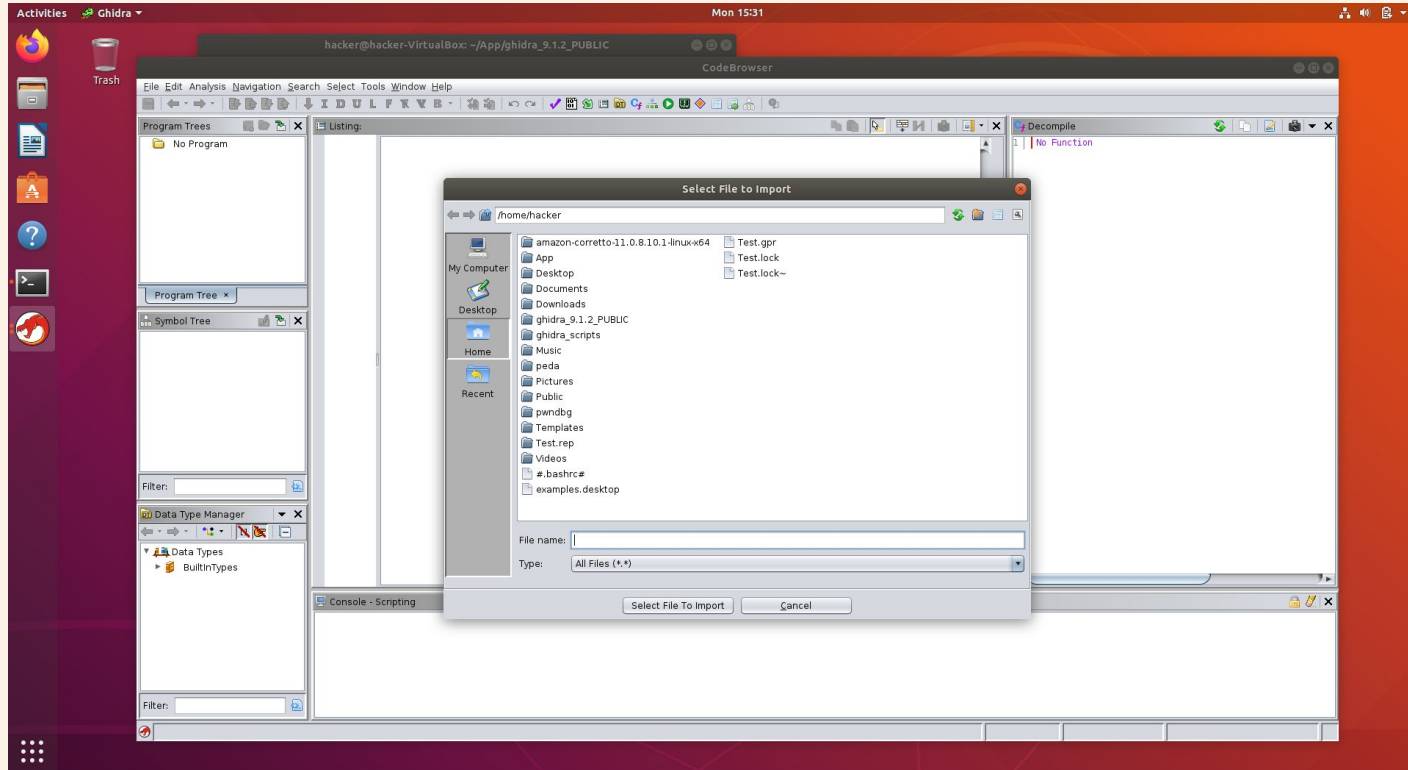 Activities Ghidra Mon 15:31
Trash
hacker@hacker-VirtualBox: ~/App/ghidra_9.1.2_PUBLIC
CodeBrowser
File Edit Analysis Navigation Search Select Tools Window Help
I D U L F K V B
Program Trees
Listing:
Decompile
No Program
1 No Function
Select File to Import
/home/hacker
My Computer
Desktop
Home
Recent
amazon-corretto-11.0.8.10.1-linux-x64
App
Desktop
Documents
Downloads
ghidra_9.1.2_PUBLIC
ghidra_scripts
Music
peda
Pictures
Public
pwndbg
Templates
Test.rep
Videos
#.bashrc#
examples.desktop
Test.gpr
Test.lock
Test.lock~
File name:
Type: All Files (*.*)
Select File To Import Cancel
Program Tree ×
Symbol Tree
Filter:
Data Type Manager
Data Types
BuiltInTypes
Filter:
Console - Scripting